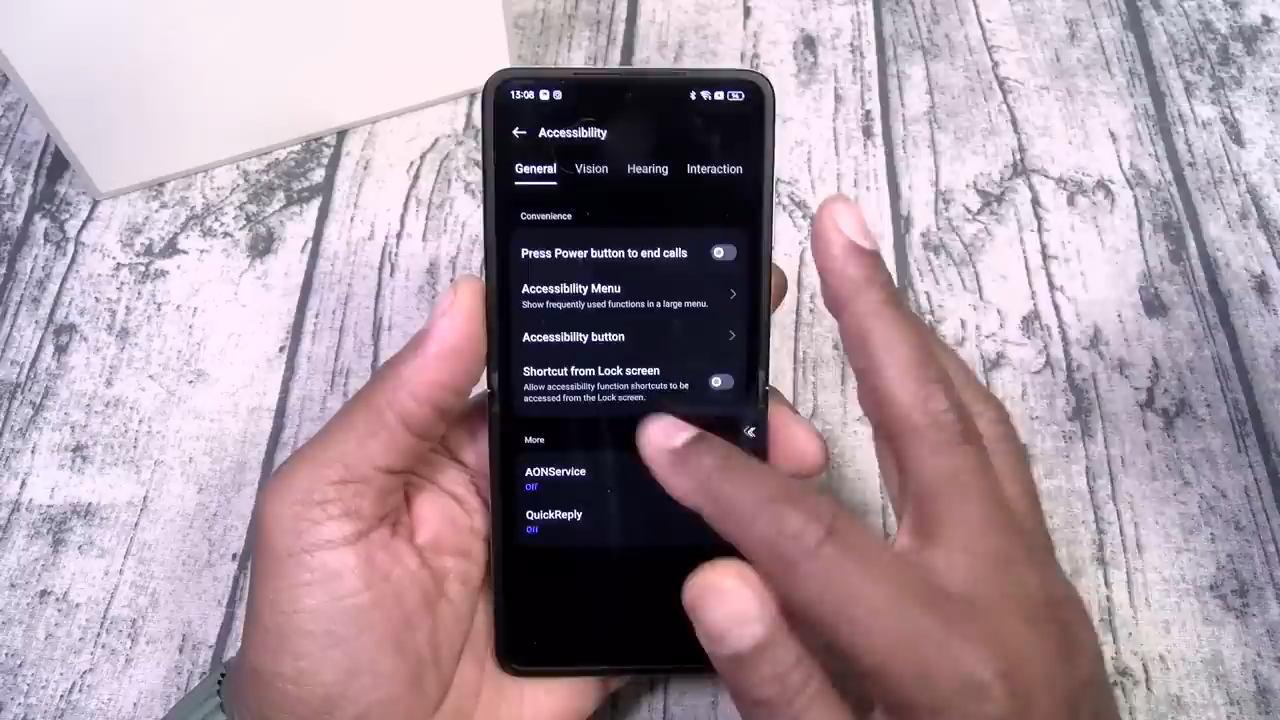 13:08
96
Accessibility
General Vision Hearing Interaction
Convenience
Press Power button to end calls
Accessibility Menu
Show frequently used functions in a large menu.
Accessibility button
Shortcut from Lock screen
Allow accessibility function shortcuts to be
accessed from the Lock screen.
More
AONService
Off
QuickReply
Off